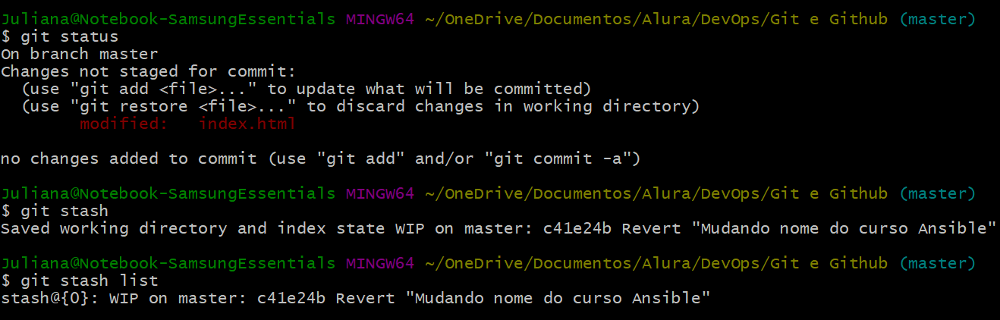 Juliana@Notebook-SamsungEssentials MINGW64 ~/OneDrive/Documentos/Alura/DevOps/Git e Github (master)
$ git status
On branch master
Changes not staged for commit:
  (use "git add <file>..." to update what will be committed)
  (use "git restore <file>..." to discard changes in working directory)
        modified:   index.html

no changes added to commit (use "git add" and/or "git commit -a")

Juliana@Notebook-SamsungEssentials MINGW64 ~/OneDrive/Documentos/Alura/DevOps/Git e Github (master)
$ git stash
Saved working directory and index state WIP on master: c41e24b Revert "Mudando nome do curso Ansible"

Juliana@Notebook-SamsungEssentials MINGW64 ~/OneDrive/Documentos/Alura/DevOps/Git e Github (master)
$ git stash list
stash@{0}: WIP on master: c41e24b Revert "Mudando nome do curso Ansible"